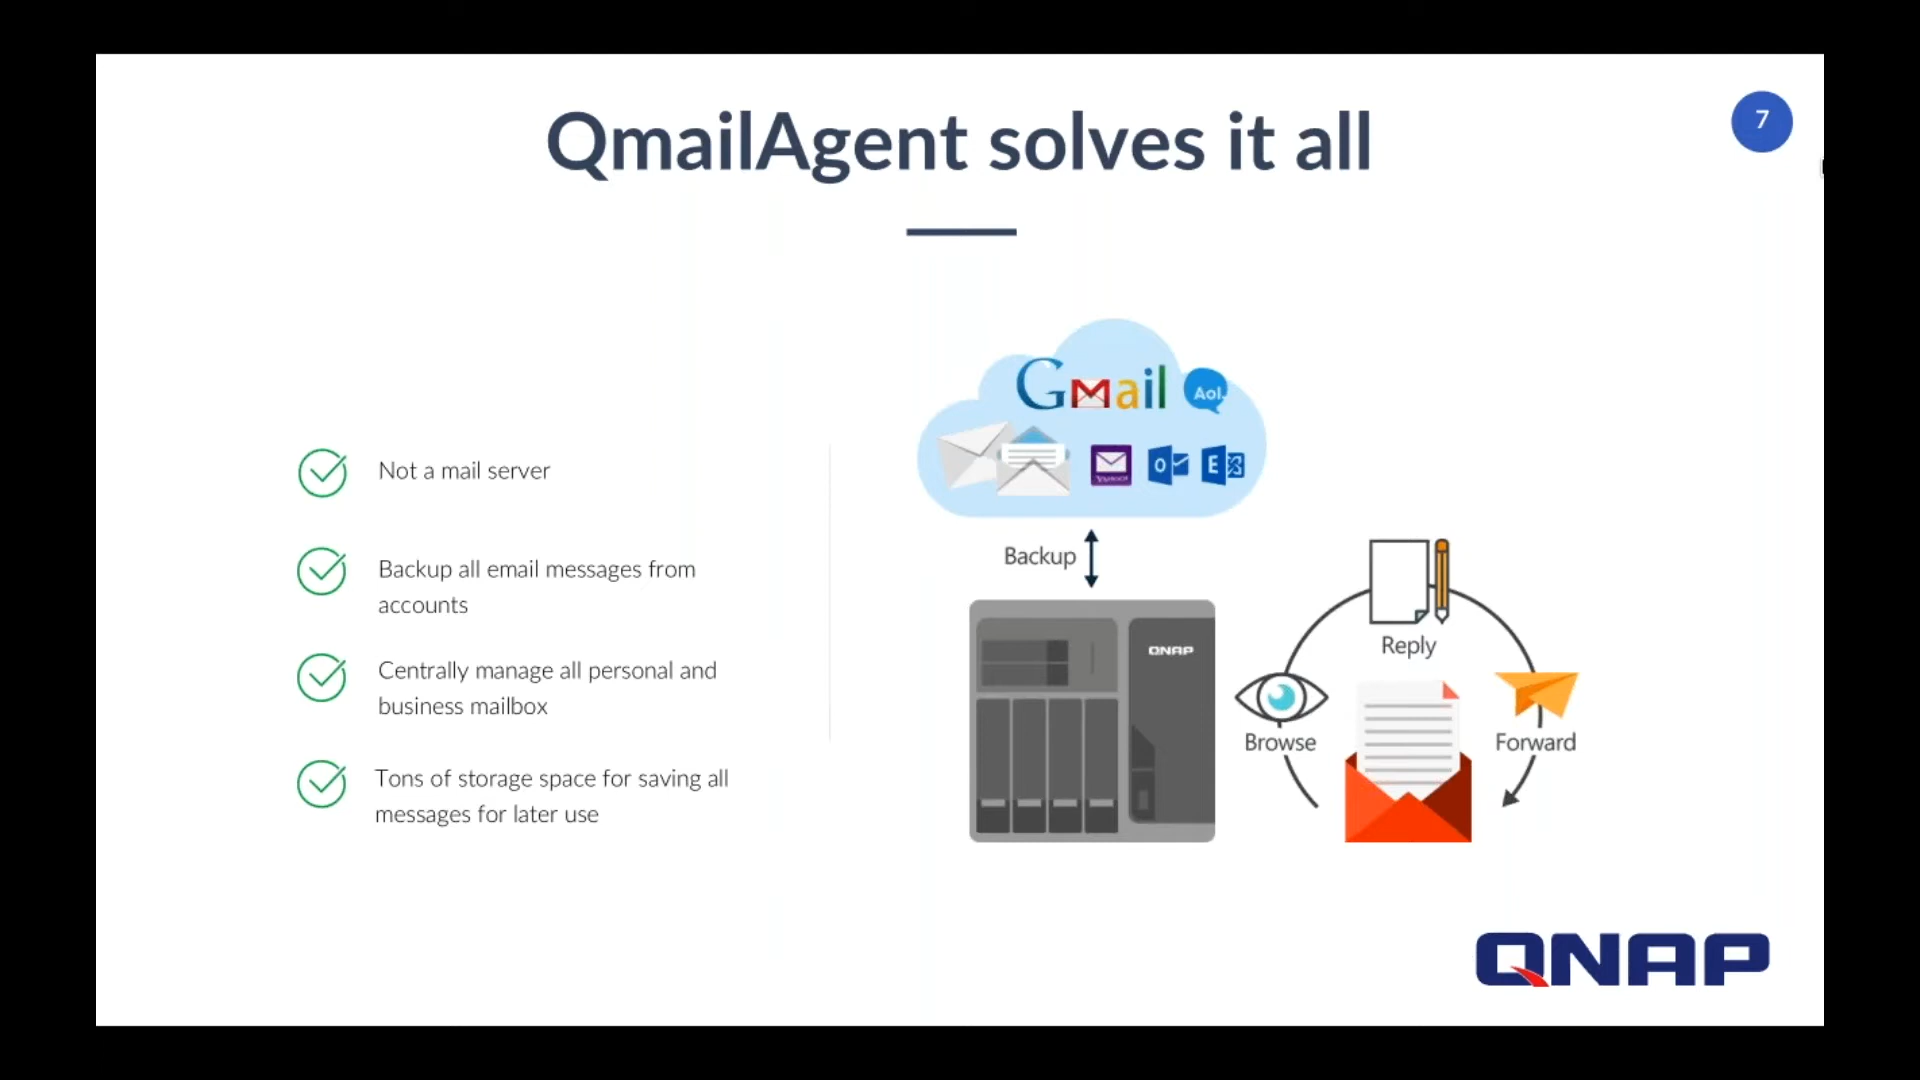 QmailAgent solves it all
7
Not a mail server
Backup all email messages from
accounts
Centrally manage all personal and
business mailbox
Tons of storage space for saving all
messages for later use
Gmail
Aol.
YAHOO!
O
E
Backup
QNAP
Reply
Browse
Forward
QNAP